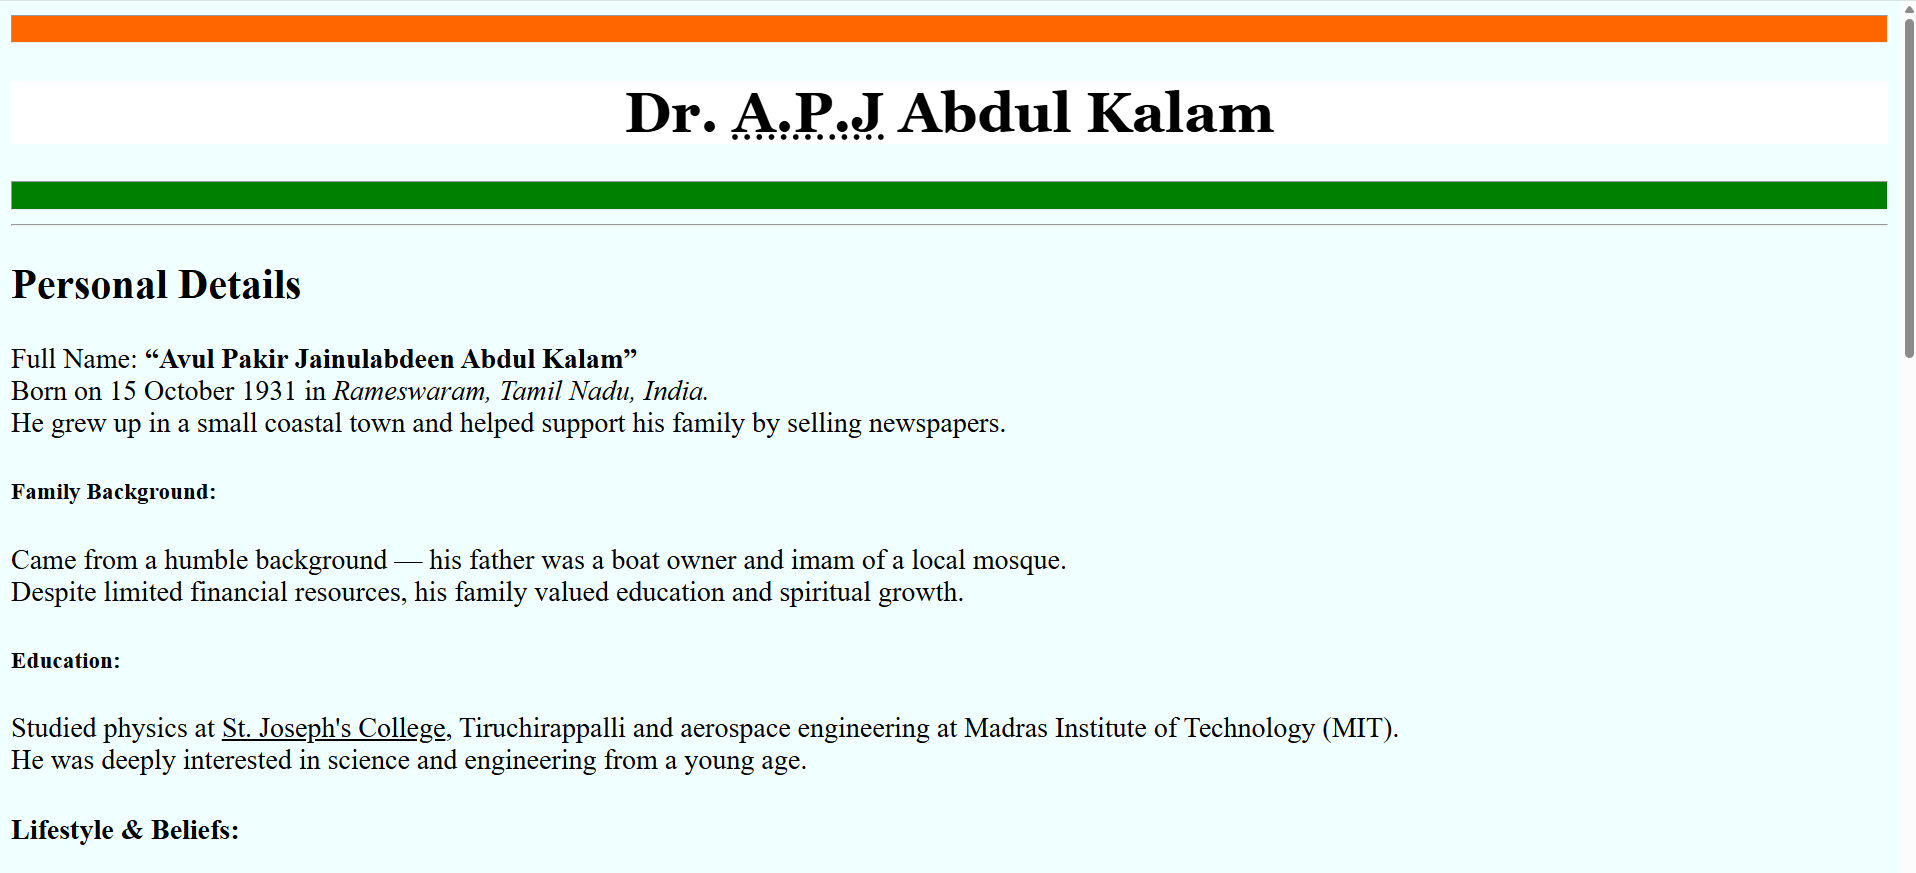 Dr. A.P.J Abdul Kalam
Personal Details
Full Name: “Avul Pakir Jainulabdeen Abdul Kalam”
Born on 15 October 1931 in Rameswaram, Tamil Nadu, India.
He grew up in a small coastal town and helped support his family by selling newspapers.
Family Background:
Came from a humble background — his father was a boat owner and imam of a local mosque.
Despite limited financial resources, his family valued education and spiritual growth.
Education:
Studied physics at St. Joseph's College, Tiruchirappalli and aerospace engineering at Madras Institute of Technology (MIT).
He was deeply interested in science and engineering from a young age.
Lifestyle & Beliefs: